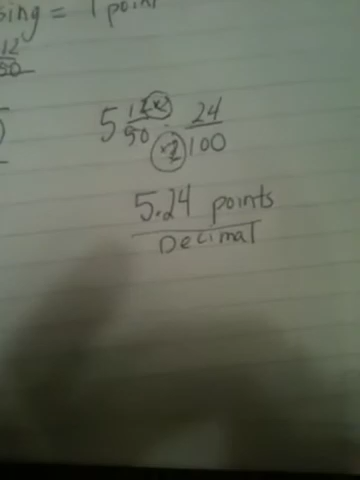 sing = 1 point
12
50
5 12 x2 24
50 x2 100
5.24 points
Decimal